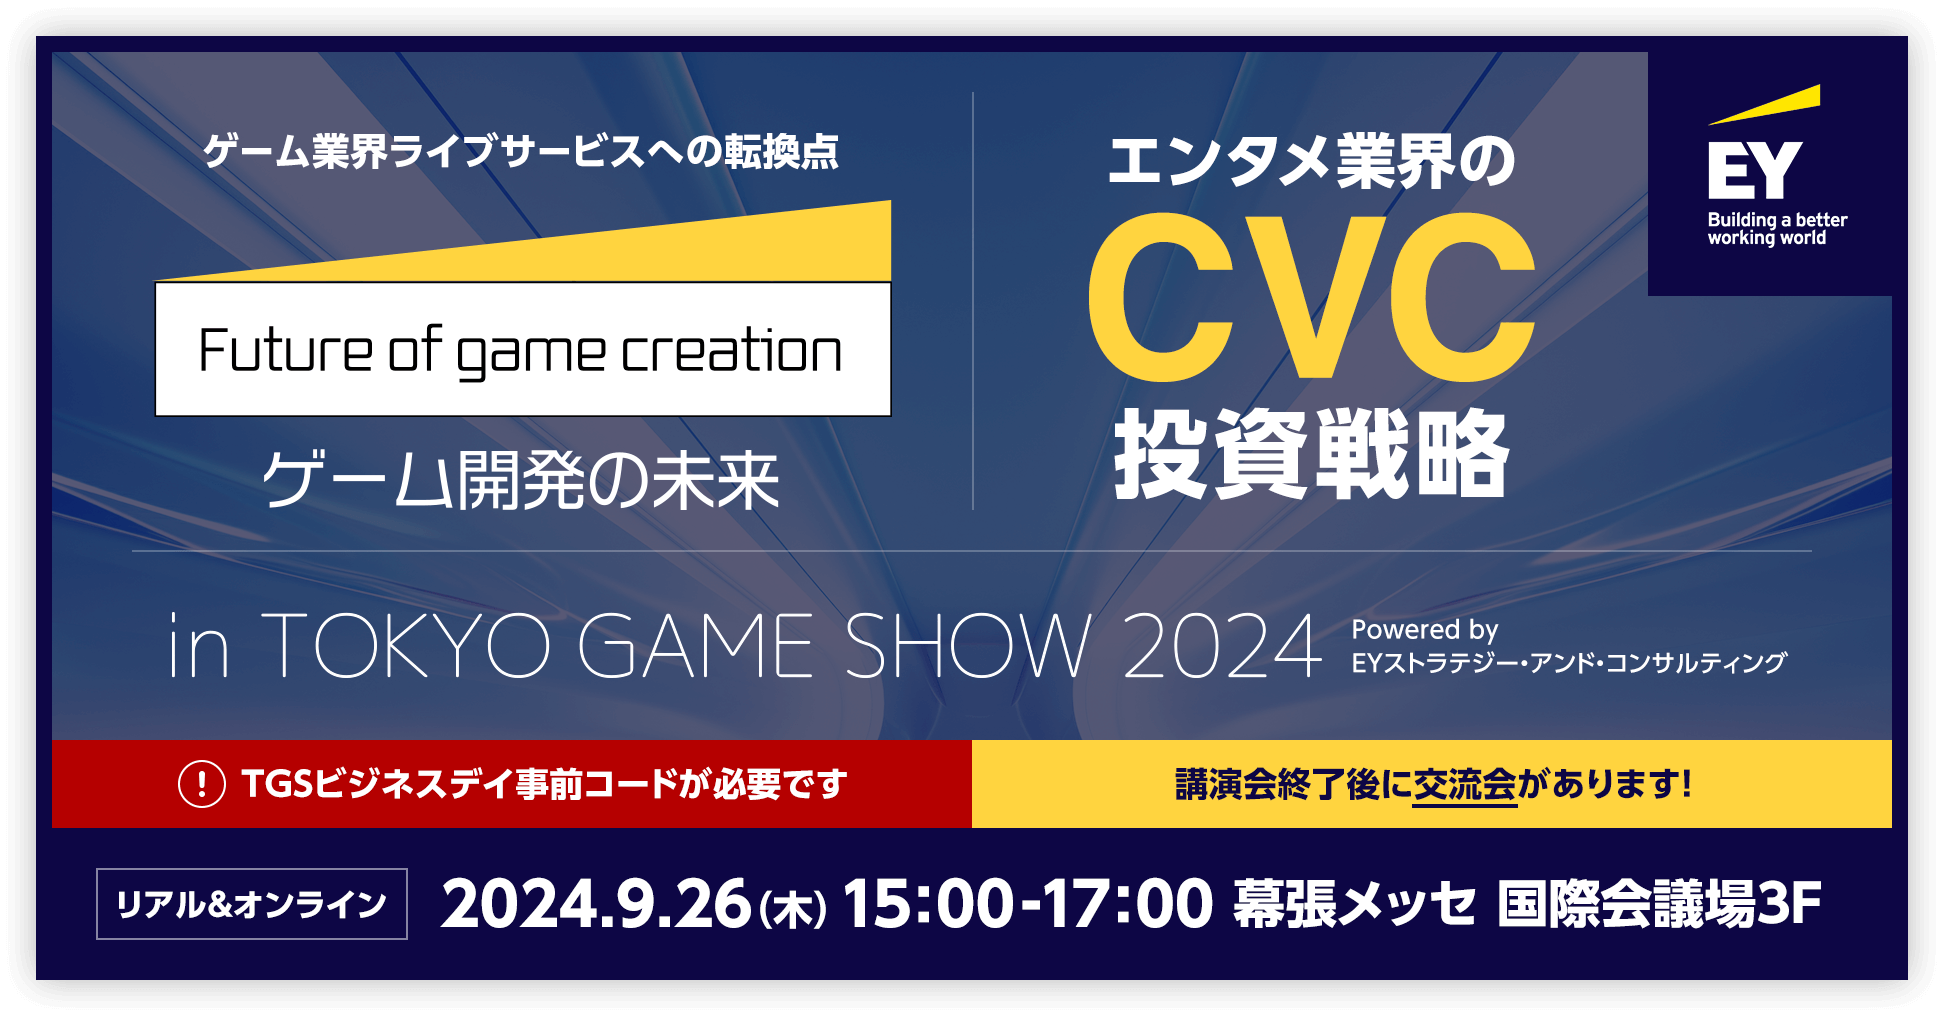 ゲーム業界ライブサービスへの転換点
Future of game creation
ゲーム開発の未来
エンタメ業界の
CVC
投資戦略
EY
Building a better
working world
in TOKYO GAME SHOW 2024
Powered by
EYストラテジー・アンド・コンサルティング
! TGSビジネスデイ事前コードが必要です
講演会終了後に交流会があります!
リアル&オンライン
2024.9.26(木) 15:00-17:00 幕張メッセ 国際会議場3F